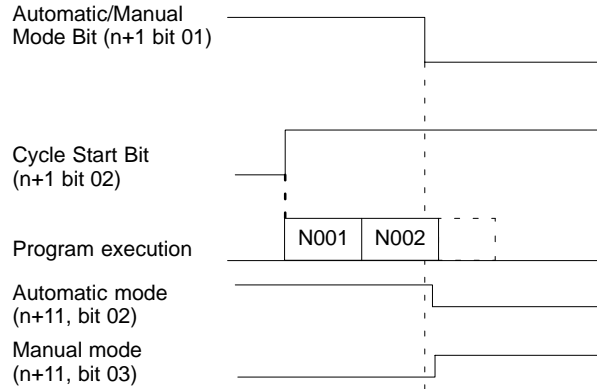 Automatic/Manual
Mode Bit (n+1 bit 01)
Cycle Start Bit
(n+1 bit 02)
N001 N002
Program execution
Automatic mode
(n+11, bit 02)
Manual mode
(n+11, bit 03)